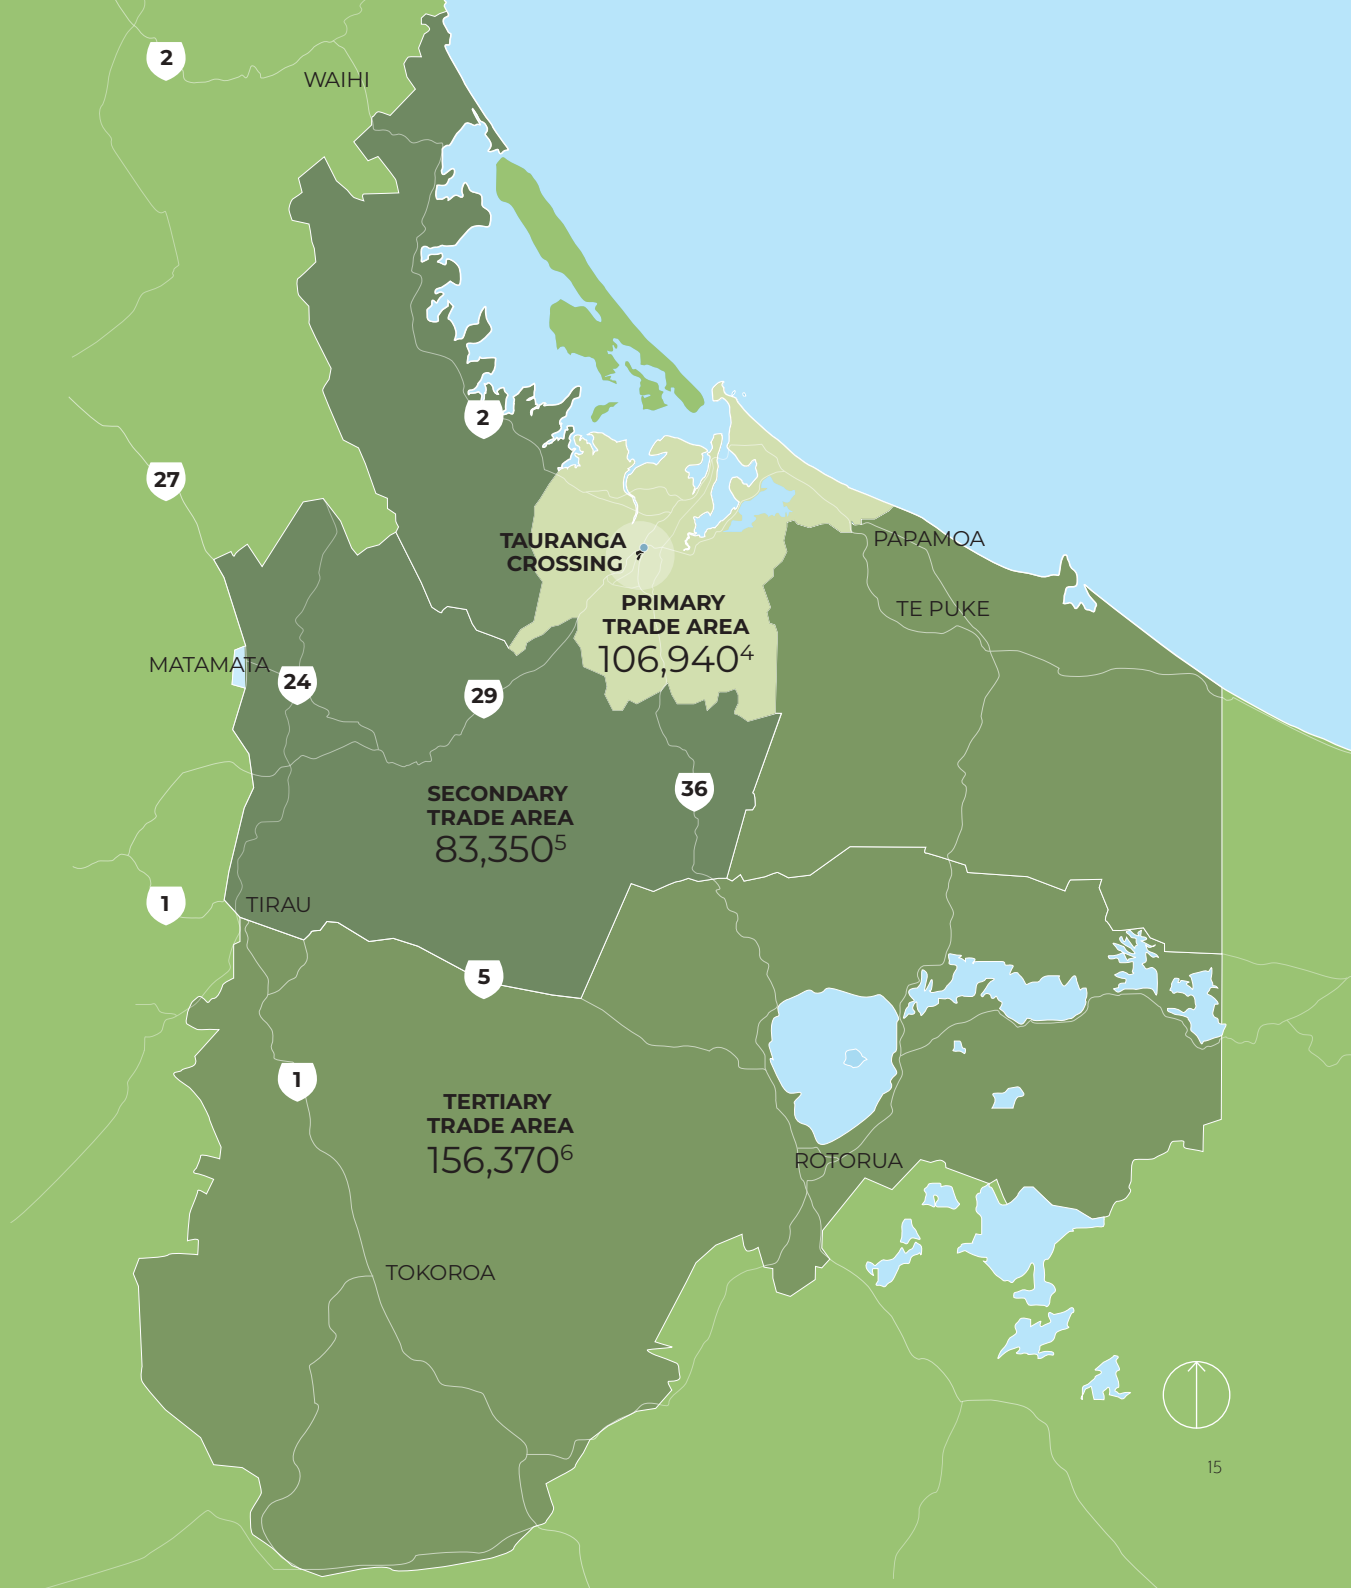 2
WAIHI
2
27
TAURANGA
CROSSING
PAPAMOA
PRIMARY
TRADE AREA
106,940⁴
TE PUKE
MATAMATA
24
29
SECONDARY
TRADE AREA
83,350⁵
36
1
TIRAU
5
1
TERTIARY
TRADE AREA
156,370⁶
ROTORUA
TOKOROA
15